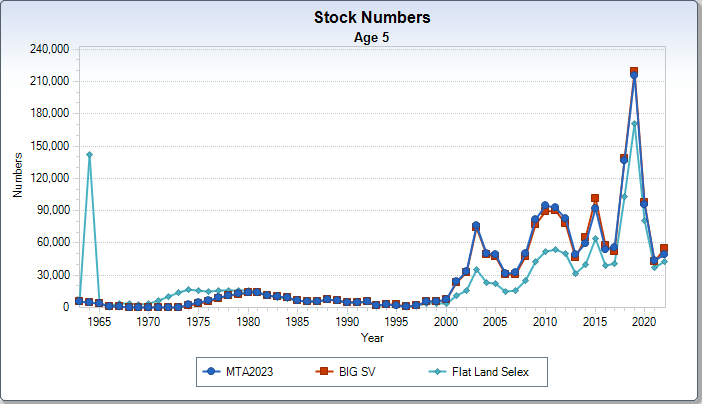 Stock Numbers
Age 5
240,000
210,000
180,000
150,000
120,000
90,000
60,000
30,000
0
Numbers
1965 1970 1975 1980 1985 1990 1995 2000 2005 2010 2015 2020
Year
MTA2023 BIG SV Flat Land Selex